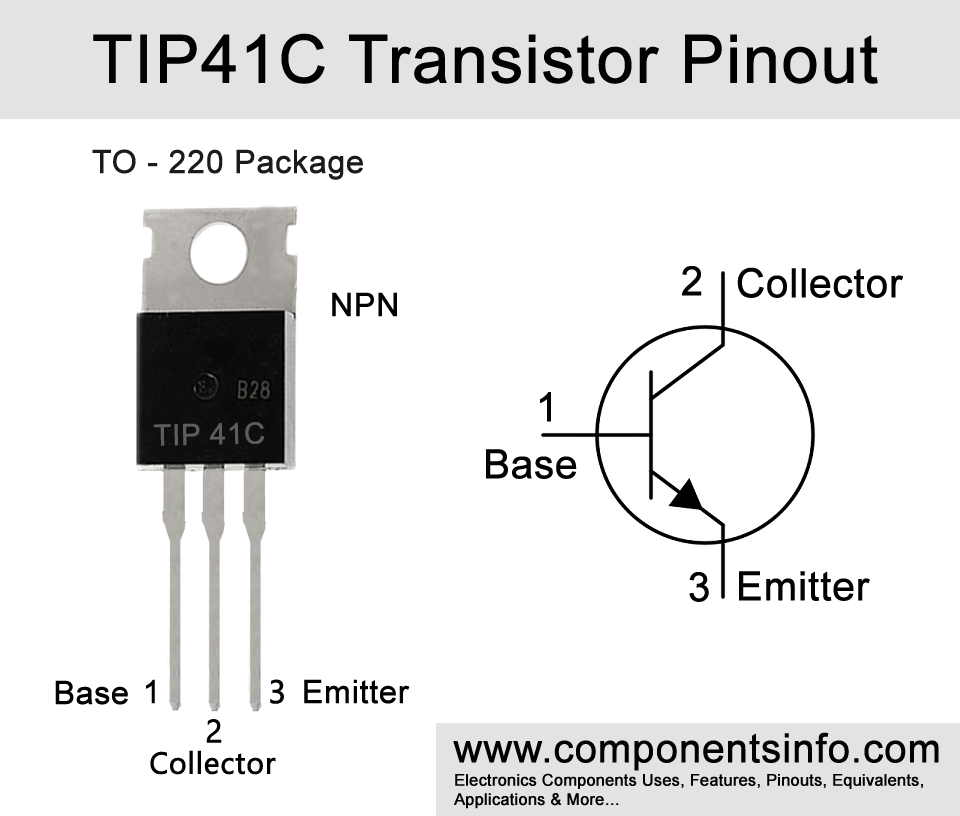 TIP41C Transistor Pinout
TO - 220 Package
NPN
B28
TIP 41C
Base 1
2
Collector
3 Emitter
2 Collector
1
Base
3 Emitter
www.componentsinfo.com
Electronics Components Uses, Features, Pinouts, Equivalents,
Applications & More...